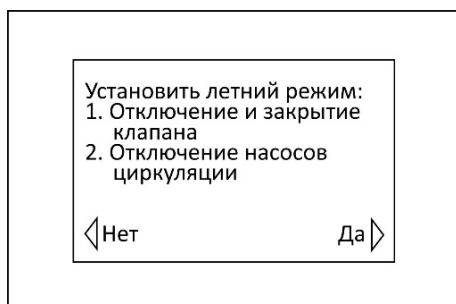 Установить летний режим:
1. Отключение и закрытие
клапана
2. Отключение насосов
циркуляции
Нет Да